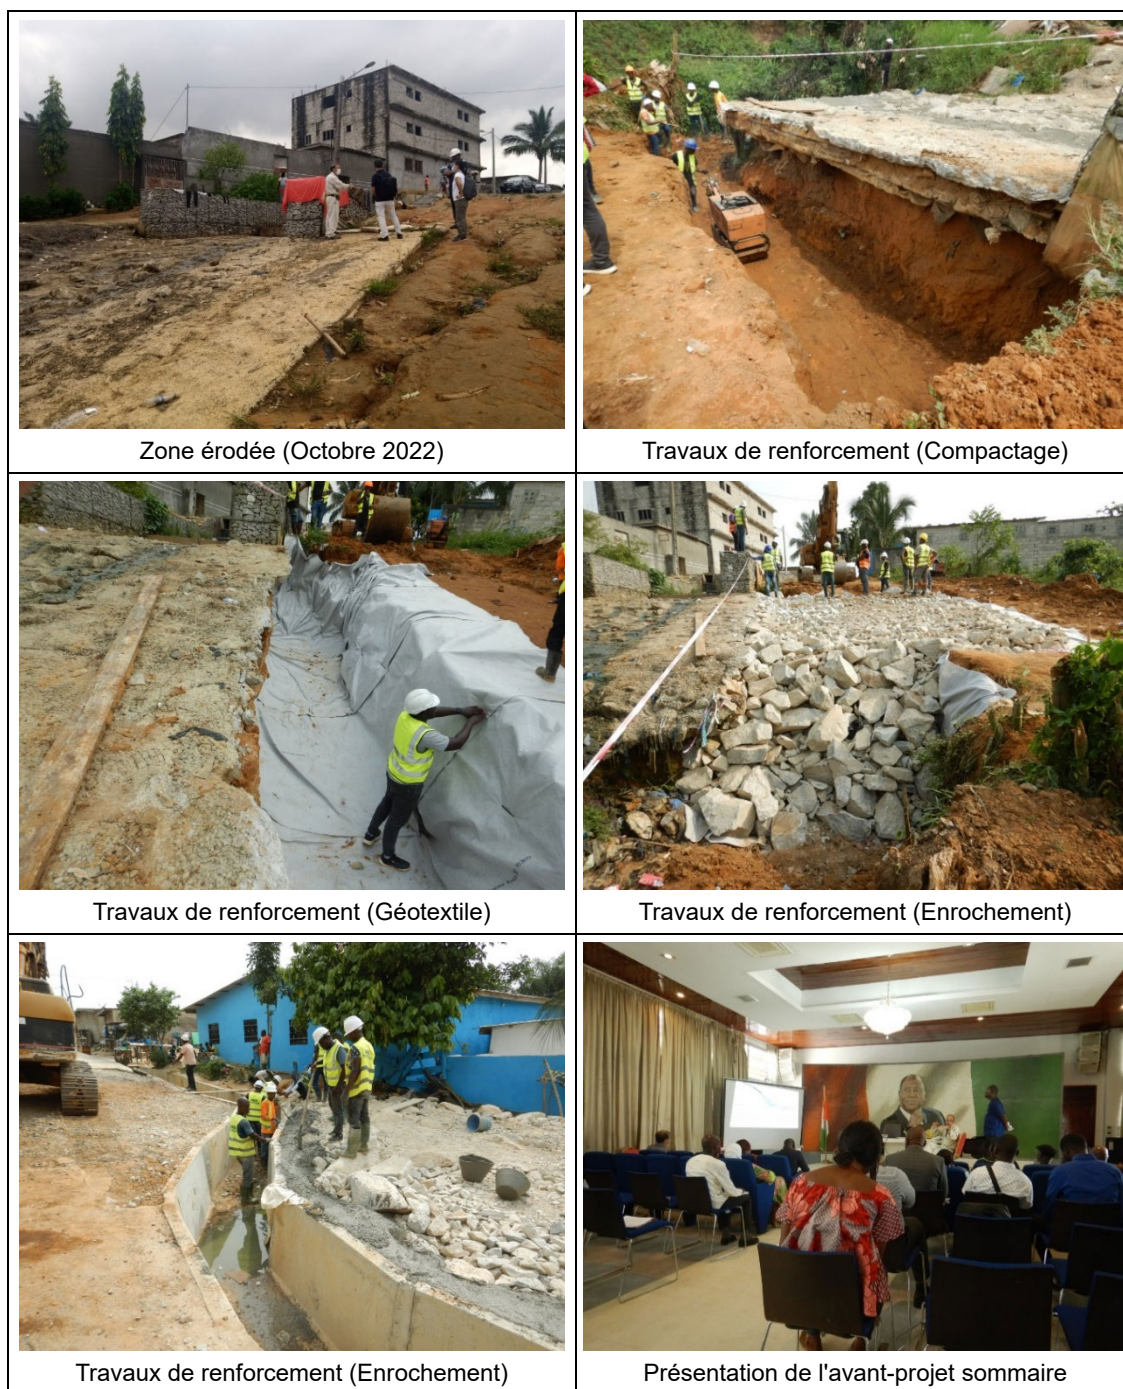 Zone érodée (Octobre 2022)
Travaux de renforcement (Compactage)
Travaux de renforcement (Géotextile)
Travaux de renforcement (Enrochement)
Travaux de renforcement (Enrochement)
Présentation de l'avant-projet sommaire